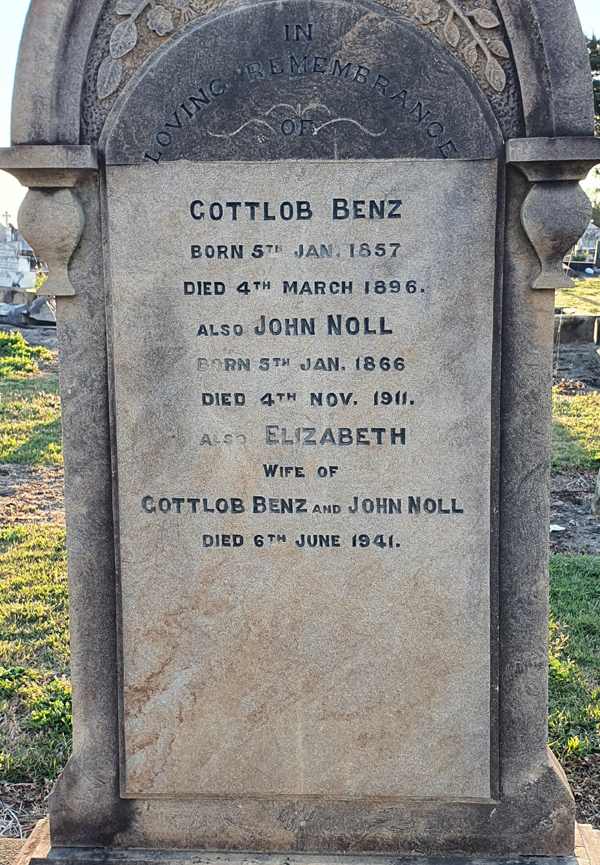 IN
LOVING REMEMBRANCE
OF
GOTTLOB BENZ
BORN 5TH JAN. 1857
DIED 4TH MARCH 1896.
ALSO JOHN NOLL
BORN 5TH JAN. 1866
DIED 4TH NOV. 1911.
ALSO ELIZABETH
WIFE OF
GOTTLOB BENZ AND JOHN NOLL
DIED 6TH JUNE 1941.